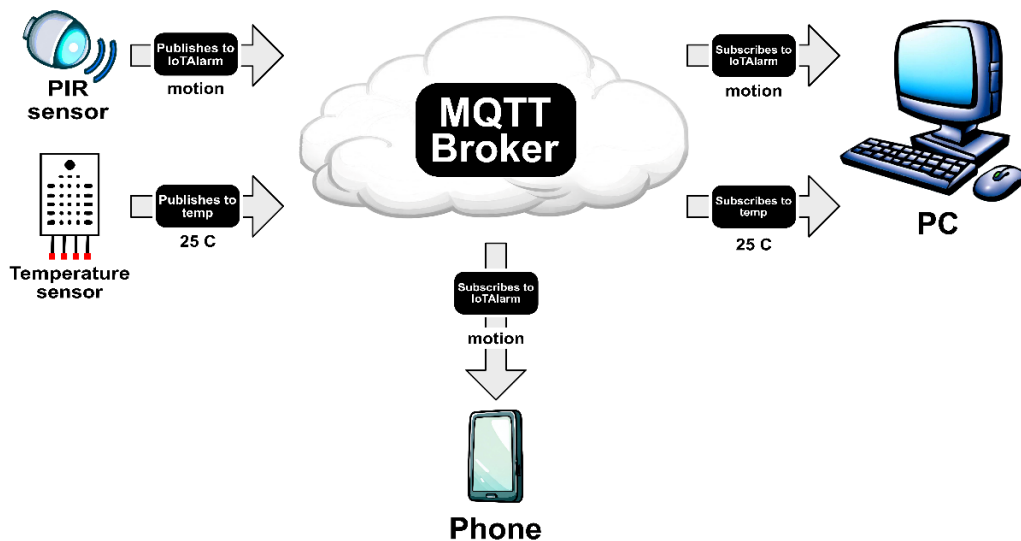 PIR
sensor
Publishes to
IoTAlarm
motion
MQTT
Broker
Subscribes to
IoTAlarm
motion
PC
Temperature
sensor
Publishes to
temp
25 C
Subscribes to
temp
25 C
Subscribes to
IoTAlarm
motion
Phone